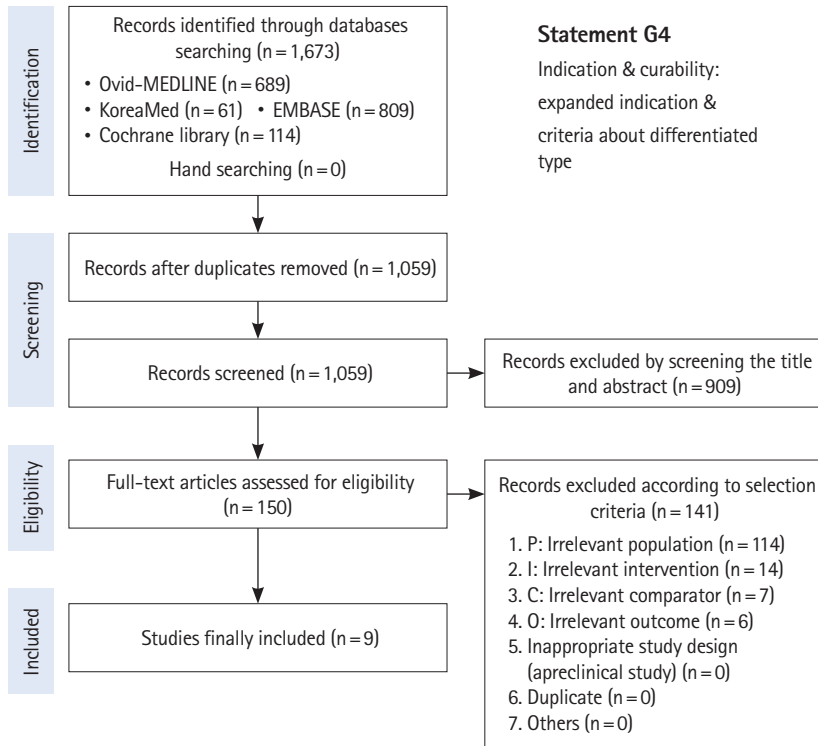 Identification
Records identified through databases
searching (n=1,673)
• Ovid-MEDLINE (n=689)
• KoreaMed (n=61) • EMBASE (n=809)
• Cochrane library (n=114)
Hand searching (n=0)
Statement G4
Indication & curability:
expanded indication &
criteria about differentiated
type
Screening
Records after duplicates removed (n=1,059)
Records screened (n=1,059)
Records excluded by screening the title
and abstract (n=909)
Eligibility
Full-text articles assessed for eligibility
(n=150)
Records excluded according to selection
criteria (n=141)
1. P: Irrelevant population (n=114)
2. I: Irrelevant intervention (n=14)
3. C: Irrelevant comparator (n=7)
4. O: Irrelevant outcome (n=6)
5. Inappropriate study design
(apreclinical study) (n=0)
6. Duplicate (n=0)
7. Others (n=0)
Included
Studies finally included (n=9)